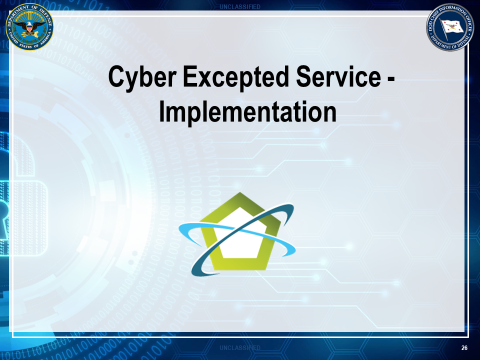 UNCLASSIFIED
Cyber Excepted Service -
Implementation
UNCLASSIFIED
26